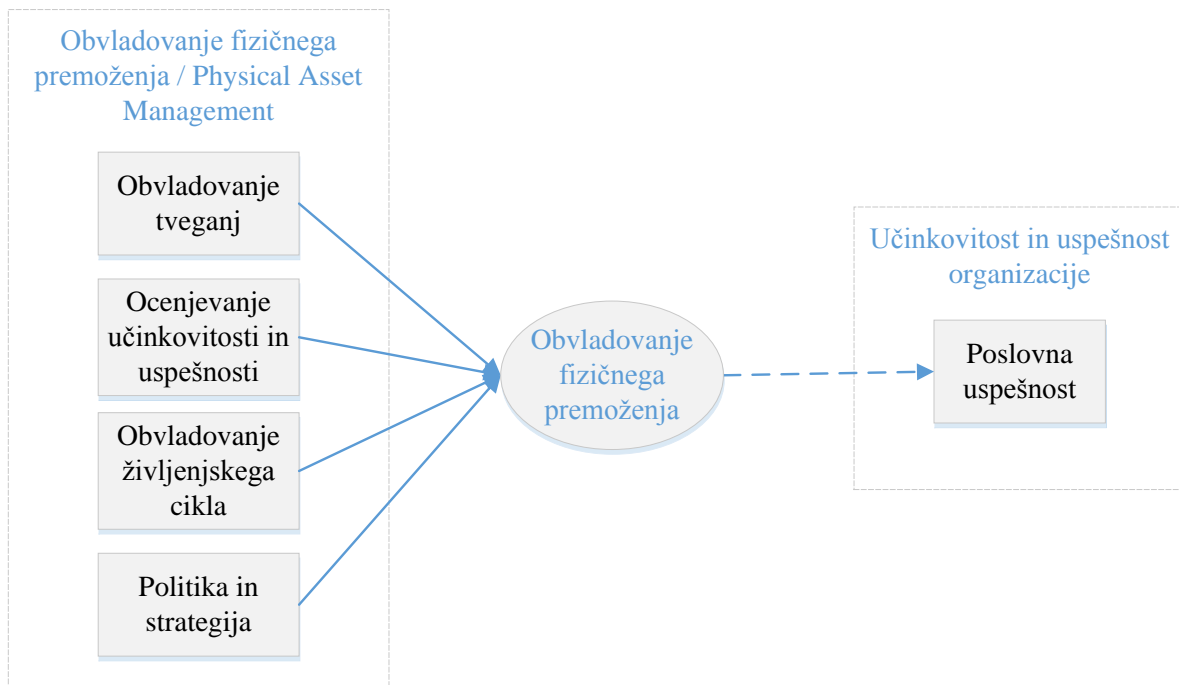 Obvladovanje fizičnega
premoženja / Physical Asset
Management
Obvladovanje
tveganj
Ocenjevanje
učinkovitosti in
uspešnosti
Obvladovanje
življenjskega
cikla
Politika in
strategija
Obvladovanje
fizičnega
premoženja
Učinkovitost in uspešnost
organizacije
Poslovna
uspešnost